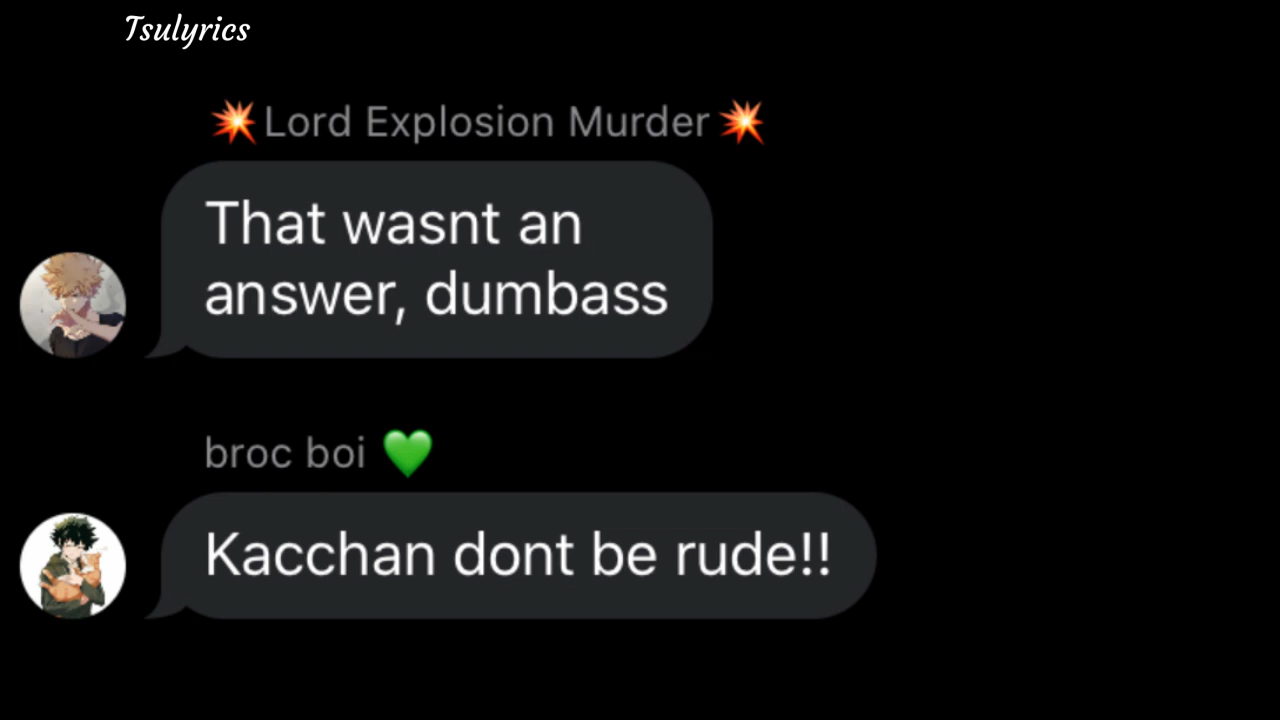 Tsulyrics
💥Lord Explosion Murder💥
That wasnt an
answer, dumbass
broc boi 💚
Kacchan dont be rude!!